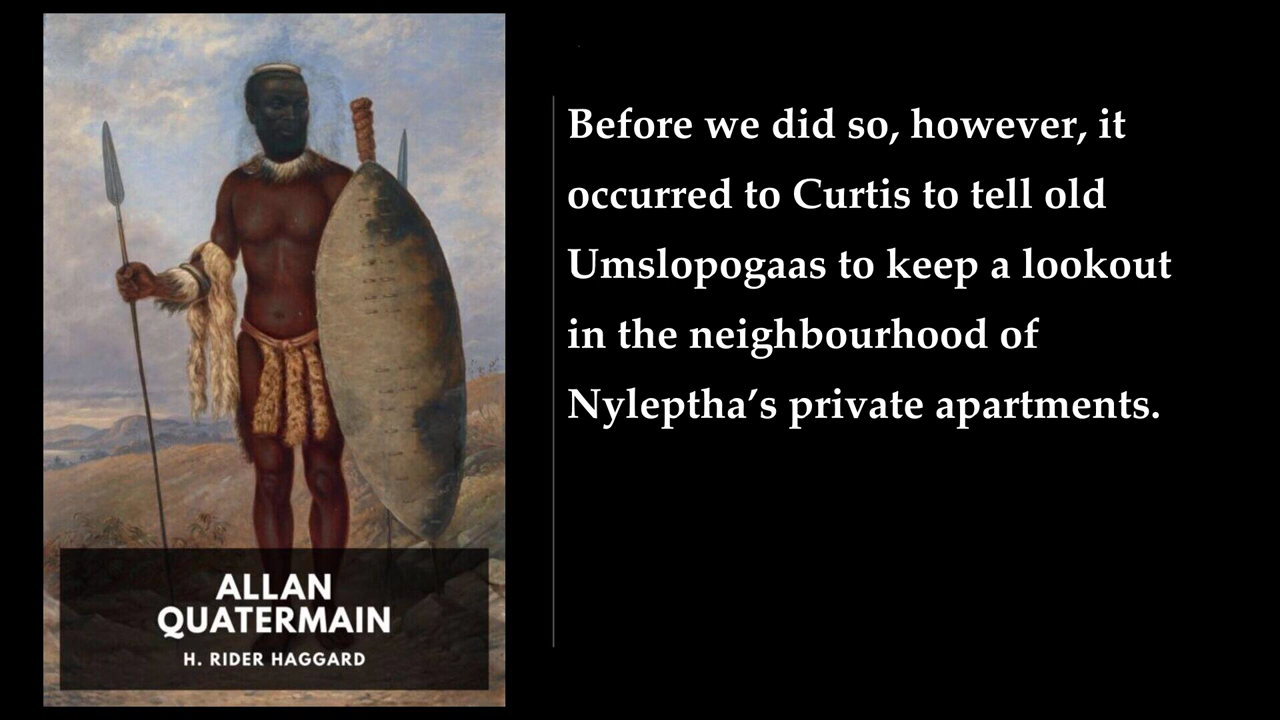 ALLAN
QUATERMAIN
H. RIDER HAGGARD
Before we did so, however, it
occurred to Curtis to tell old
Umslopogaas to keep a lookout
in the neighbourhood of
Nyleptha’s private apartments.